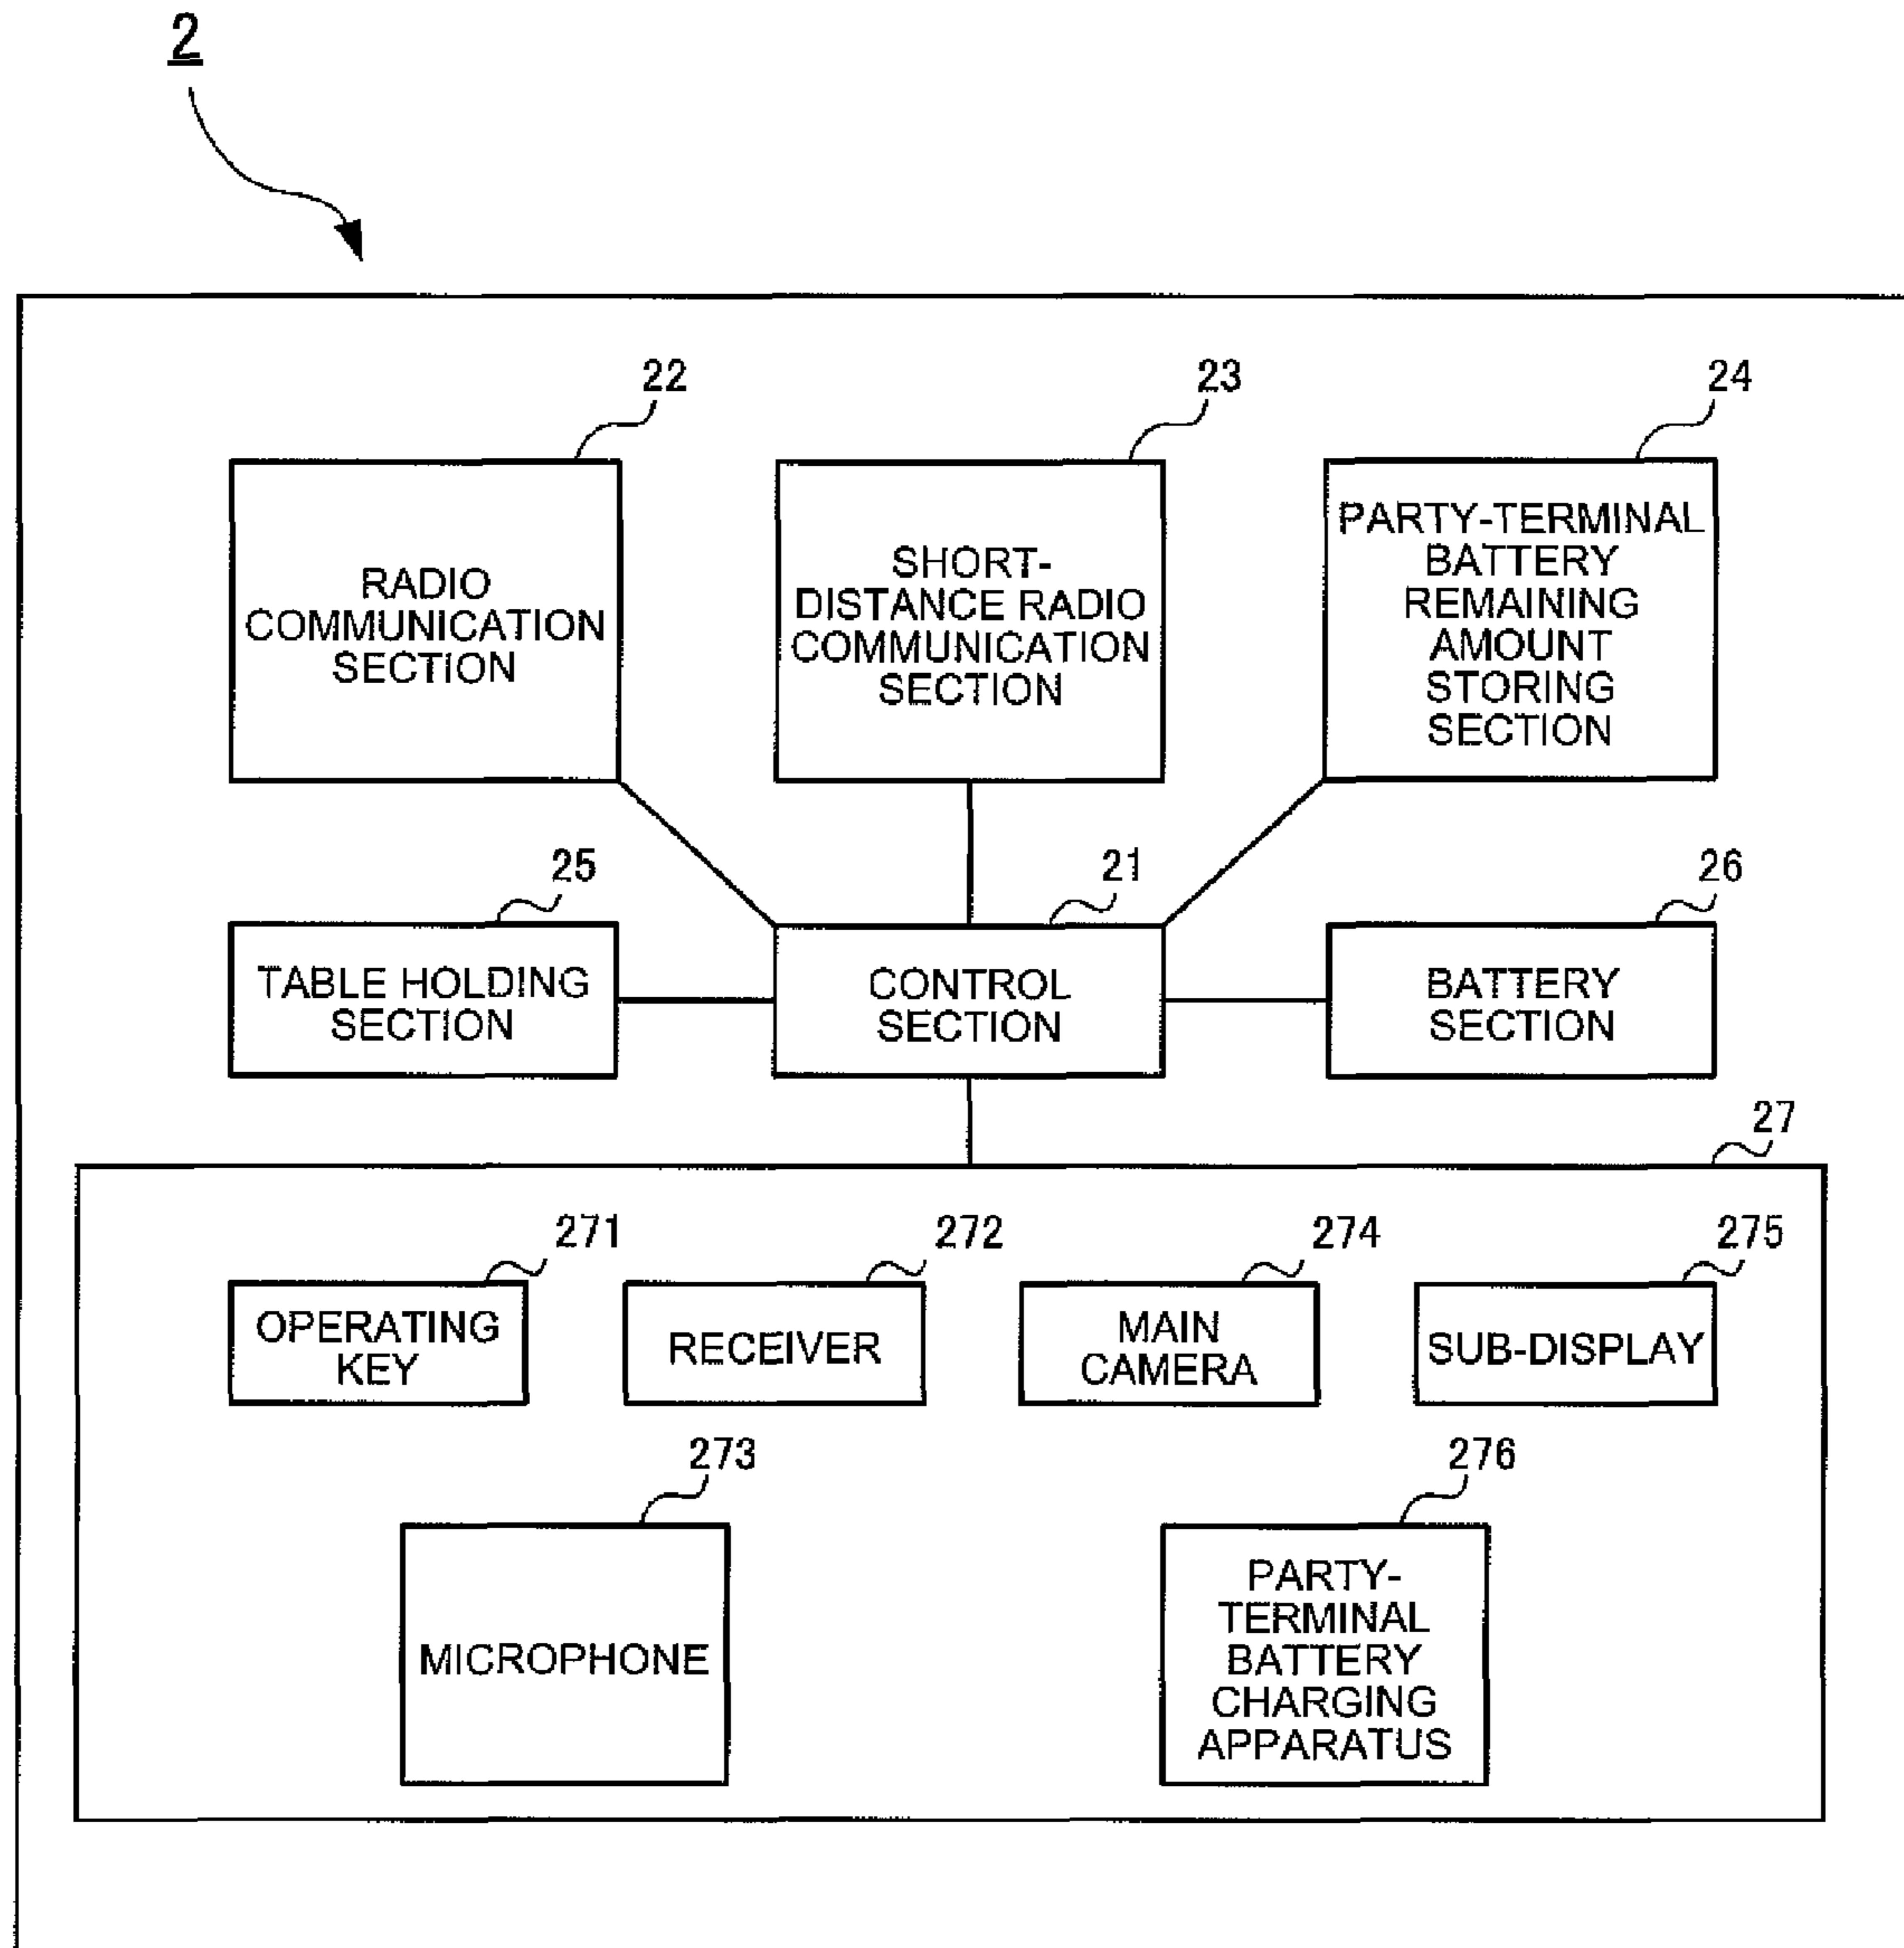 2
22
23
24
RADIO
COMMUNICATION
SECTION
SHORT-
DISTANCE RADIO
COMMUNICATION
SECTION
PARTY-TERMINAL
BATTERY
REMAINING
AMOUNT
STORING
SECTION
25
21
26
TABLE HOLDING
SECTION
CONTROL
SECTION
BATTERY
SECTION
27
271
272
274
275
OPERATING
KEY
RECEIVER
MAIN
CAMERA
SUB-DISPLAY
273
276
MICROPHONE
PARTY-
TERMINAL
BATTERY
CHARGING
APPARATUS